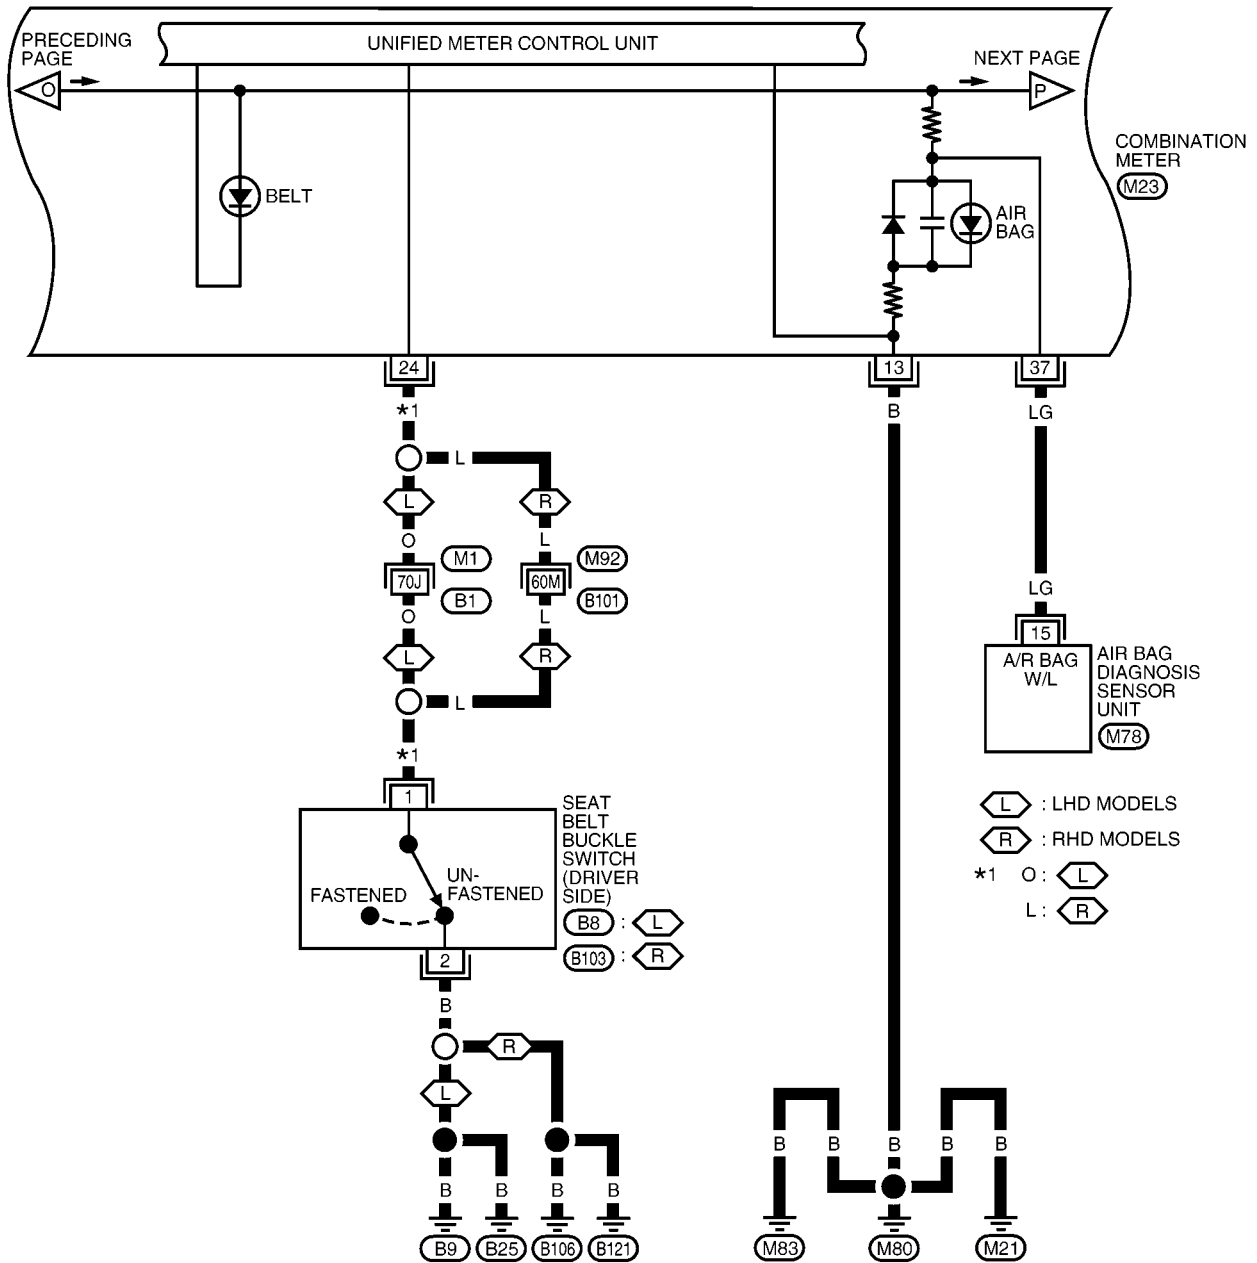 PRECEDING
PAGE
UNIFIED METER CONTROL UNIT
NEXT PAGE
O
P
COMBINATION
METER
M23
BELT
AIR
BAG
24
13
37
*1
B
LG
L
L
R
O
L
M1
M92
70J
60M
B1
B101
O
L
LG
L
R
15
A/R BAG
W/L
AIR BAG
DIAGNOSIS
SENSOR
UNIT
M78
L
*1
1
SEAT
BELT
BUCKLE
SWITCH
(DRIVER
SIDE)
UN-
FASTENED
FASTENED
B8 : L
B103 : R
L : LHD MODELS
R : RHD MODELS
*1 O : L
L : R
2
B
R
L
B
B
B
B
B
B
B
B
B
B9
B25
B106
B121
M83
M80
M21